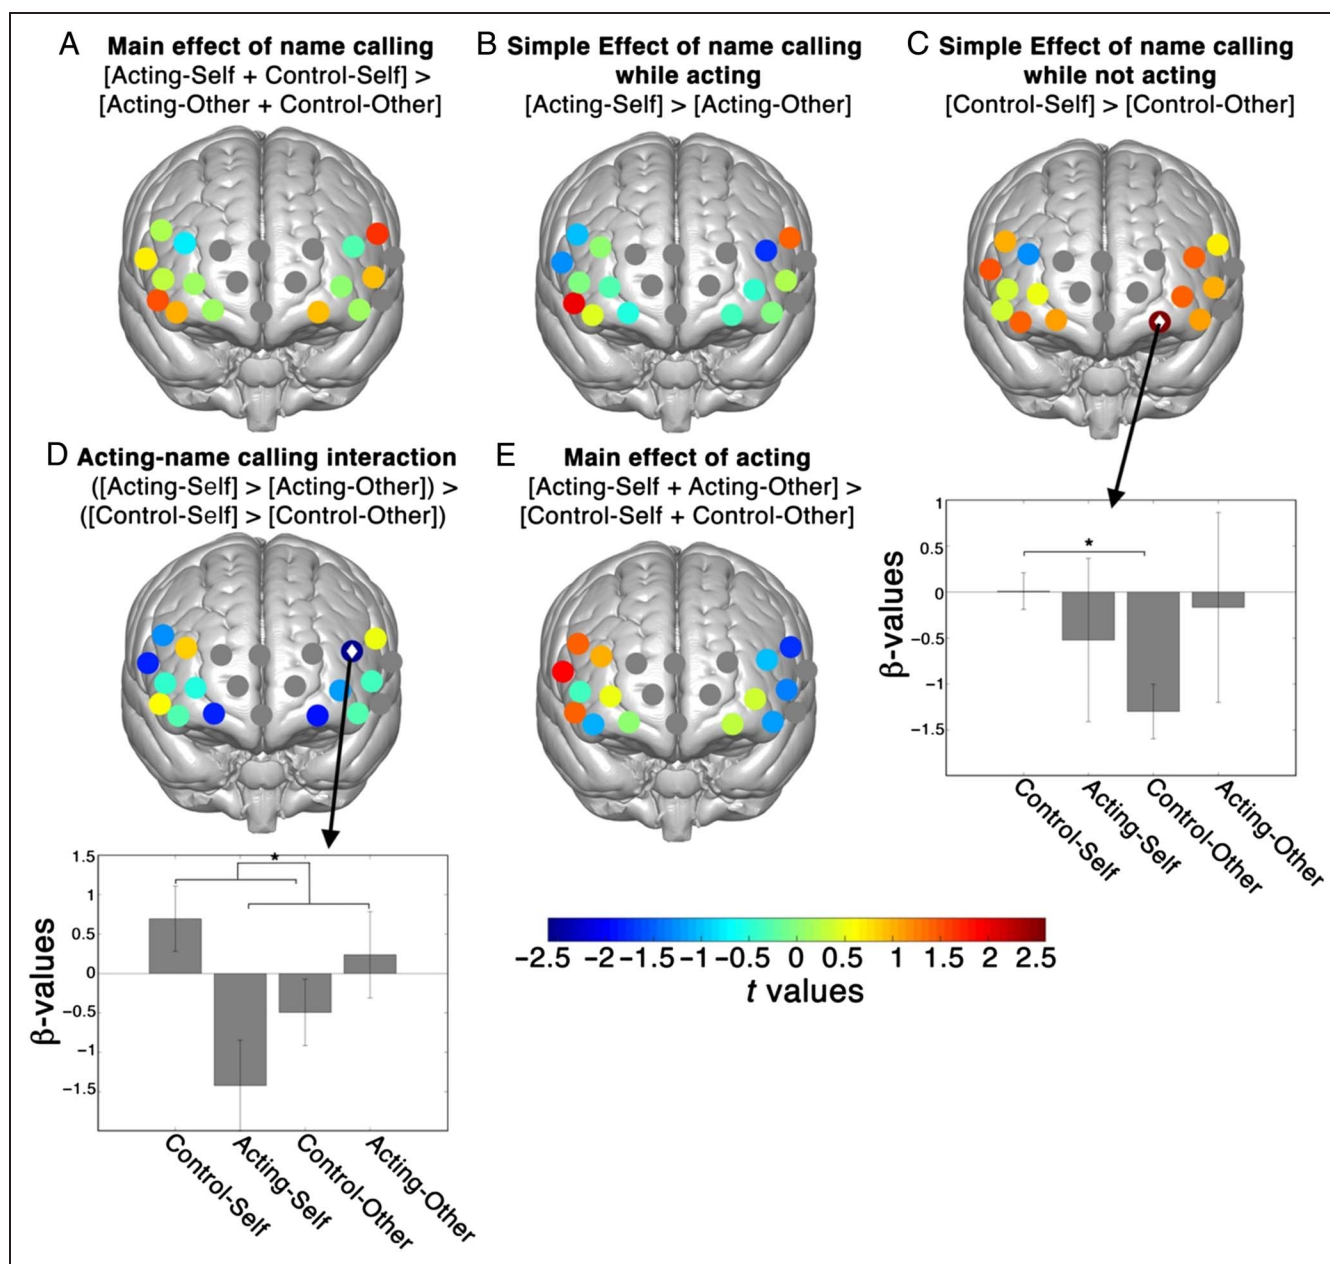 A Main effect of name calling
[Acting-Self + Control-Self] >
[Acting-Other + Control-Other]
B Simple Effect of name calling
while acting
[Acting-Self] > [Acting-Other]
C Simple Effect of name calling
while not acting
[Control-Self] > [Control-Other]
D Acting-name calling interaction
([Acting-Self] > [Acting-Other]) >
([Control-Self] > [Control-Other])
E Main effect of acting
[Acting-Self + Acting-Other] >
[Control-Self + Control-Other]
β-values
1
0.5
0
−0.5
−1
−1.5
*
Control-Self
Acting-Self
Control-Other
Acting-Other
β-values
1.5
1
0.5
0
−0.5
−1
−1.5
*
Control-Self
Acting-Self
Control-Other
Acting-Other
−2.5 −2 −1.5 −1 −0.5 0 0.5 1 1.5 2 2.5
t values